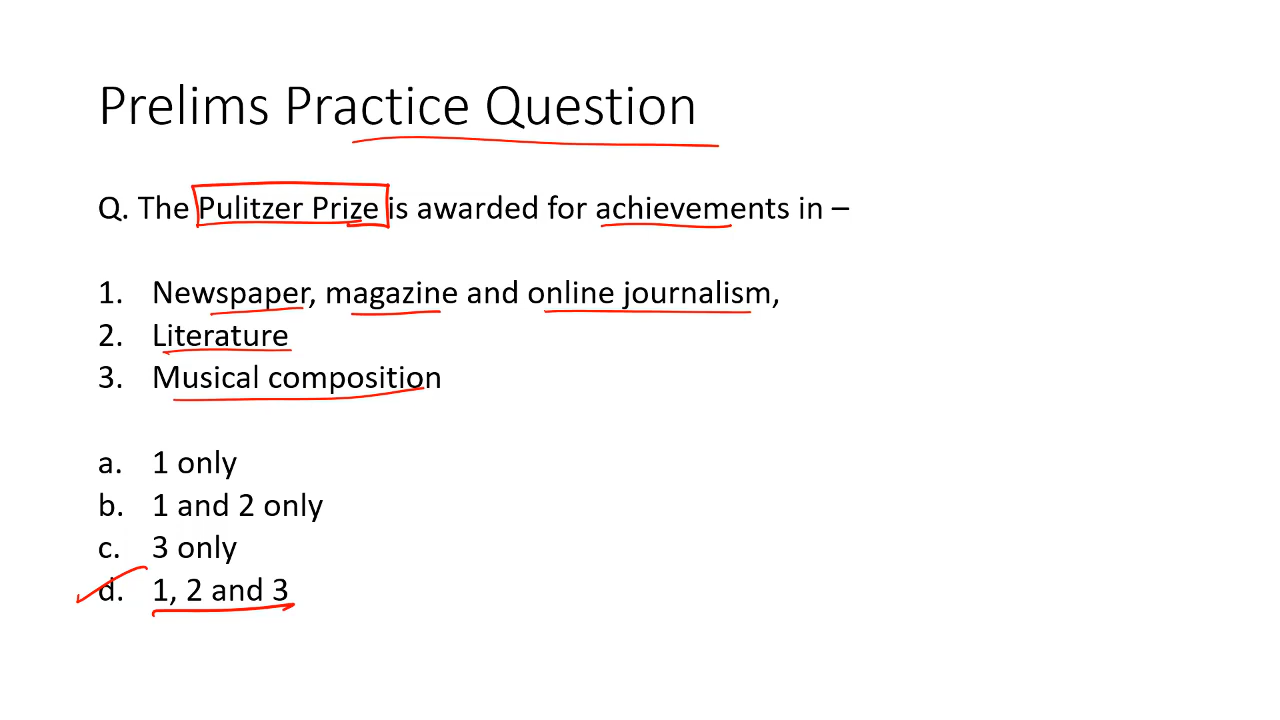 Prelims Practice Question
Q. The Pulitzer Prize is awarded for achievements in –
1. Newspaper, magazine and online journalism,
2. Literature
3. Musical composition
a. 1 only
b. 1 and 2 only
c. 3 only
d. 1, 2 and 3